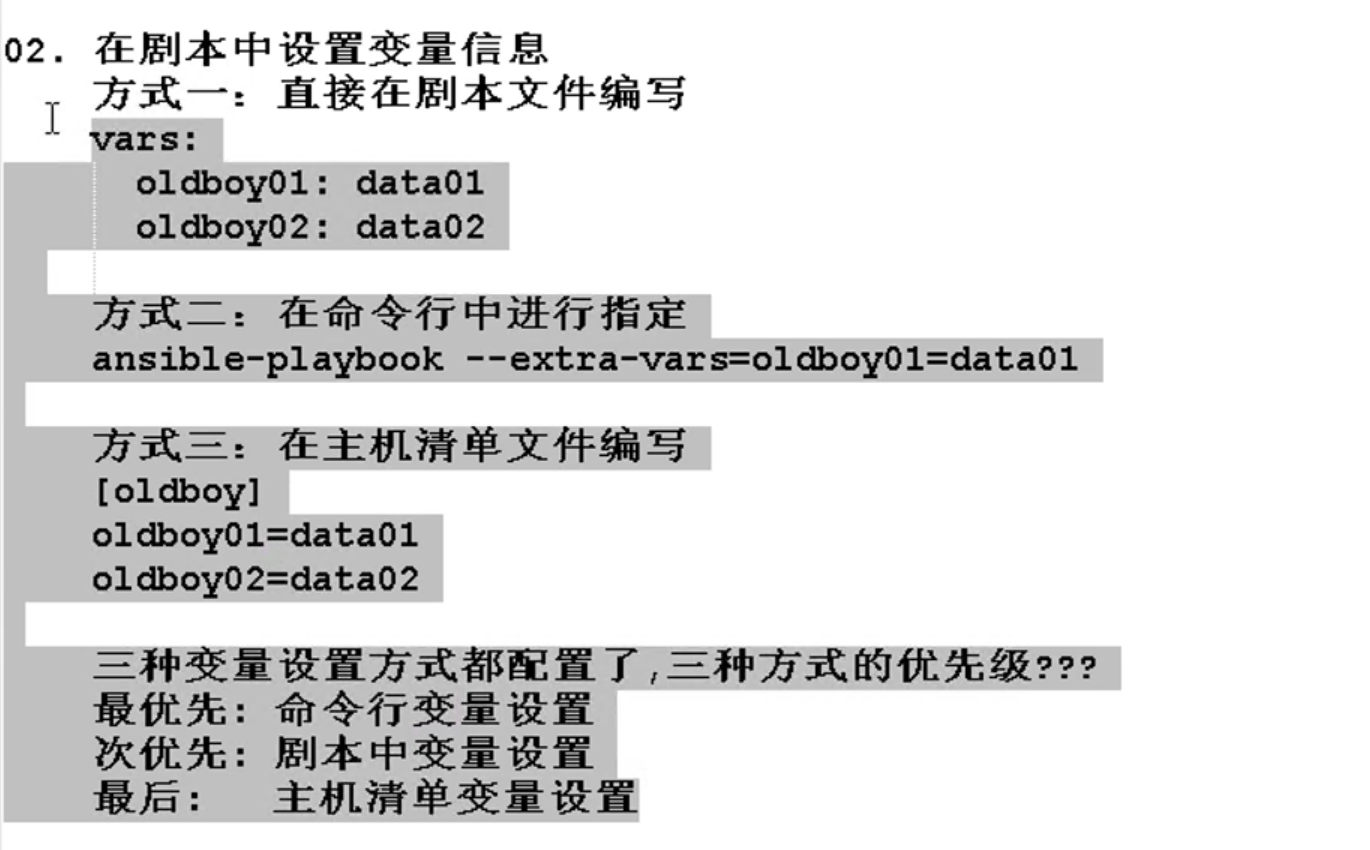 02. 在剧本中设置变量信息
方式一：直接在剧本文件编写
vars:
oldboy01: data01
oldboy02: data02
方式二：在命令行中进行指定
ansible-playbook --extra-vars=oldboy01=data01
方式三：在主机清单文件编写
[oldboy]
oldboy01=data01
oldboy02=data02
三种变量设置方式都配置了,三种方式的优先级???
最优先：命令行变量设置
次优先：剧本中变量设置
最后： 主机清单变量设置